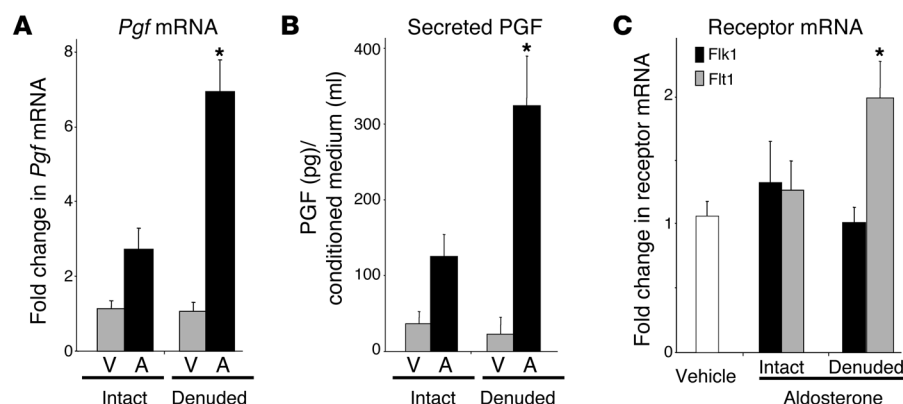 A
Pgf mRNA
Fold change in Pgf mRNA
8
6
4
2
0
*
V A V A
Intact Denuded
B
Secreted PGF
PGF (pg)/
conditioned medium (ml)
400
300
200
100
0
*
V A V A
Intact Denuded
C
Receptor mRNA
Fold change in receptor mRNA
Flk1
Flt1
2
1
0
*
Vehicle
Intact Denuded
Aldosterone